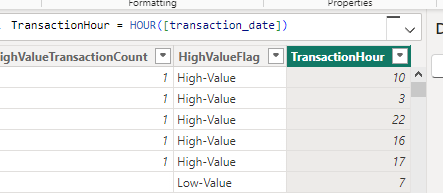 Formatting
Properties
TransactionHour = HOUR([transaction_date])
ighValueTransactionCount HighValueFlag TransactionHour
1 High-Value 10
1 High-Value 3
1 High-Value 22
1 High-Value 16
1 High-Value 17
Low-Value 7